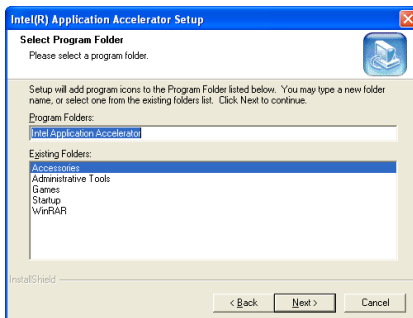 Intel(R) Application Accelerator Setup
Select Program Folder
Please select a program folder.
Setup will add program icons to the Program Folder listed below. You may type a new folder
name, or select one from the existing folders list. Click Next to continue.
Program Folders:
Intel Application Accelerator
Existing Folders:
Accessories
Administrative Tools
Games
Startup
WinRAR
InstallShield
< Back
Next >
Cancel